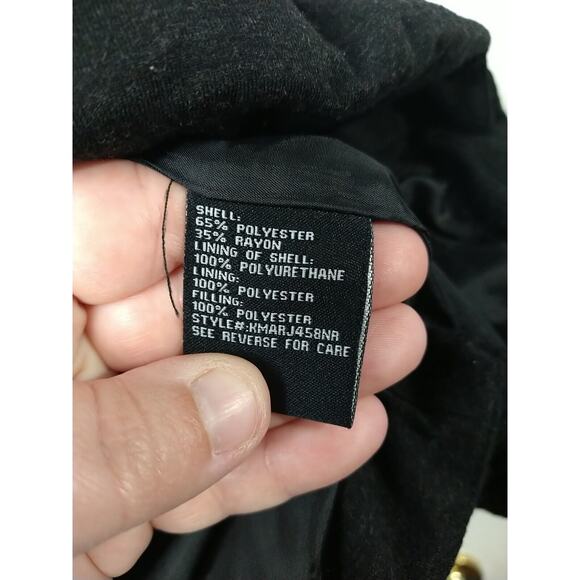 SHELL:
65% POLYESTER
35% RAYON
LINING OF SHELL:
100% POLYURETHANE
LINING:
100% POLYESTER
FILLING:
100% POLYESTER
STYLE#:KMARJ458NR
SEE REVERSE FOR CARE